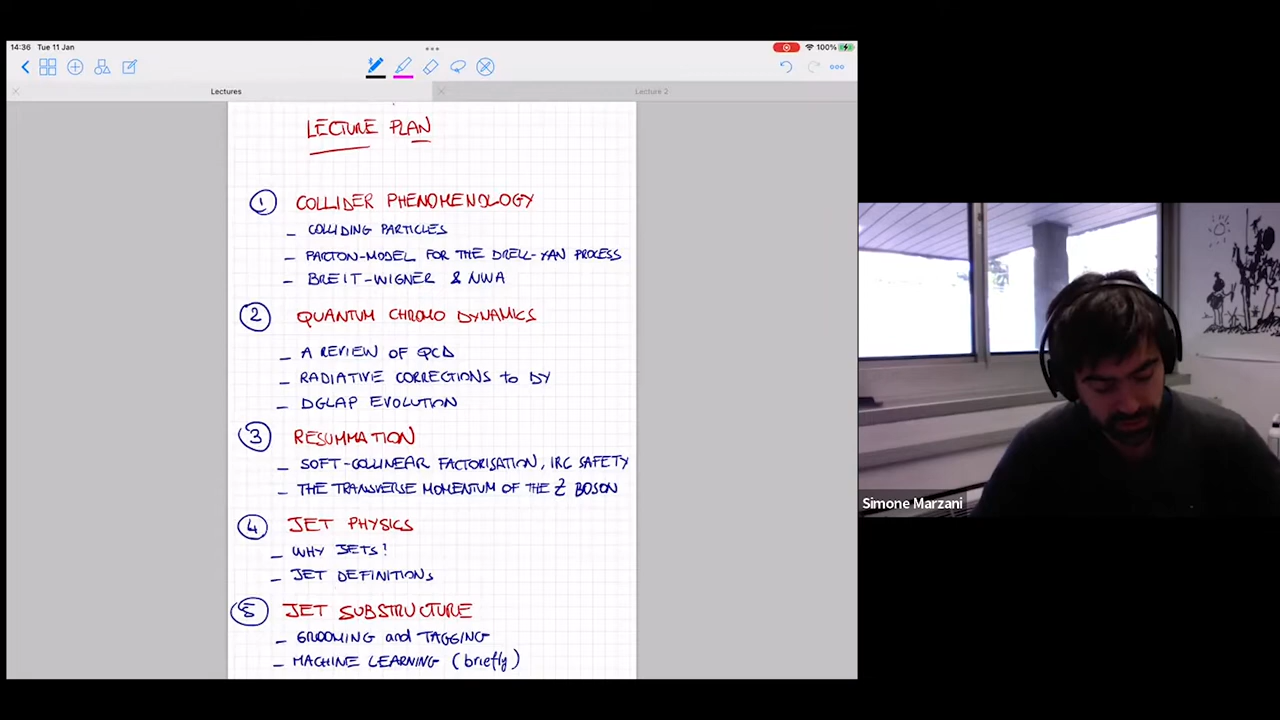 14:36 Tue 11 Jan
100%
Lectures
Lecture 2
LECTURE PLAN
1 COLLIDER PHENOMENOLOGY
- COLLIDING PARTICLES
- PARTON-MODEL FOR THE DRELL-YAN PROCESS
- BREIT-WIGNER & NWA
2 QUANTUM CHROMO DYNAMICS
- A REVIEW OF QCD
- RADIATIVE CORRECTIONS to DY
- DGLAP EVOLUTION
3 RESUMMATION
- SOFT-COLLINEAR FACTORISATION, IRC SAFETY
- THE TRANSVERSE MOMENTUM OF THE Z BOSON
4 JET PHYSICS
- WHY JETS?
- JET DEFINITIONS
5 JET SUBSTRUCTURE
- GROOMING and TAGGING
- MACHINE LEARNING (briefly)
Simone Marzani